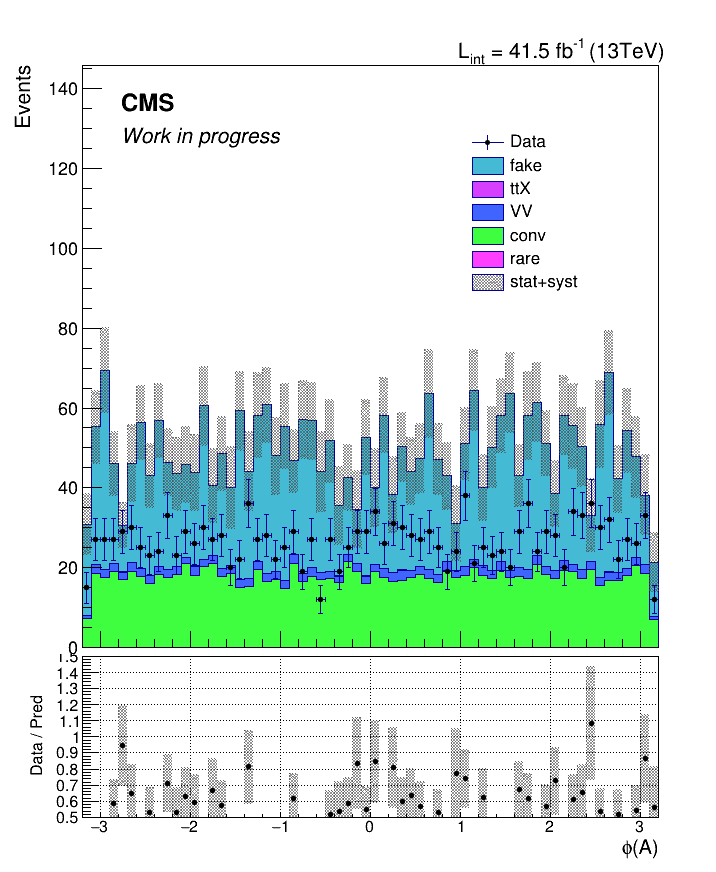 L_int = 41.5 fb^-1 (13TeV)
Events
CMS
Work in progress
Data
fake
ttX
VV
conv
rare
stat+syst
140
120
100
80
60
40
20
0
Data / Pred
1.5
1.4
1.3
1.2
1.1
1
0.9
0.8
0.7
0.6
0.5
−3 −2 −1 0 1 2 3
ϕ(A)